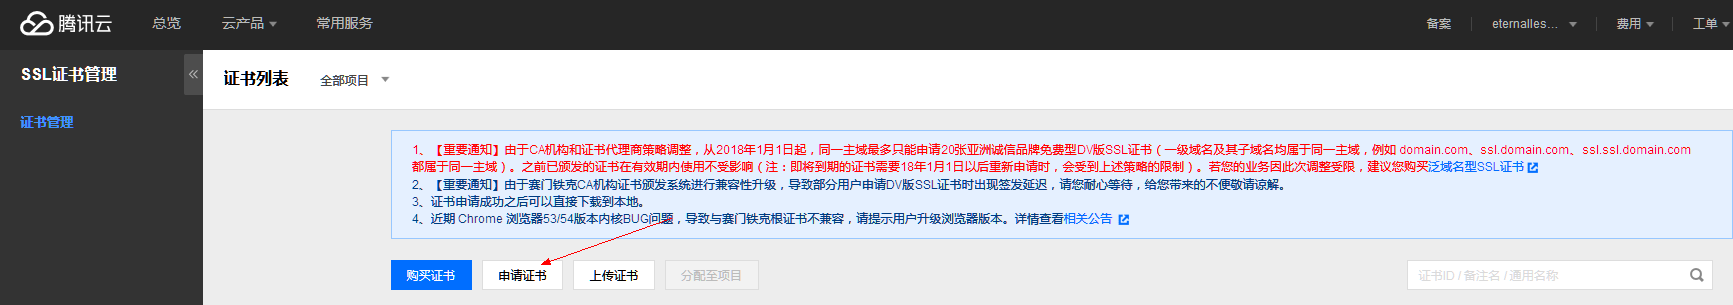 腾讯云 总览 云产品 常用服务 备案 eternalles... 费用 工单
SSL证书管理 «
证书列表 全部项目
证书管理
1、【重要通知】由于CA机构和证书代理商策略调整，从2018年1月1日起，同一主域最多只能申请20张亚洲诚信品牌免费型DV版SSL证书（一级域名及其子域名均属于同一主域，例如 domain.com、ssl.domain.com、ssl.ssl.domain.com
都属于同一主域）。之前已颁发的证书在有效期内使用不受影响（注：即将到期的证书需要18年1月1日以后重新申请时，会受到上述策略的限制）。若您的业务因此次调整受限，建议您购买泛域名型SSL证书
2、【重要通知】由于赛门铁克CA机构证书颁发系统进行兼容性升级，导致部分用户申请DV版SSL证书时出现签发延迟，请您耐心等待，给您带来的不便敬请谅解。
3、证书申请成功之后可以直接下载到本地。
4、近期 Chrome 浏览器53/54版本内核BUG问题，导致与赛门铁克根证书不兼容，请提示用户升级浏览器版本。详情查看相关公告
购买证书 申请证书 上传证书 分配至项目 证书ID / 备注名 / 通用名称